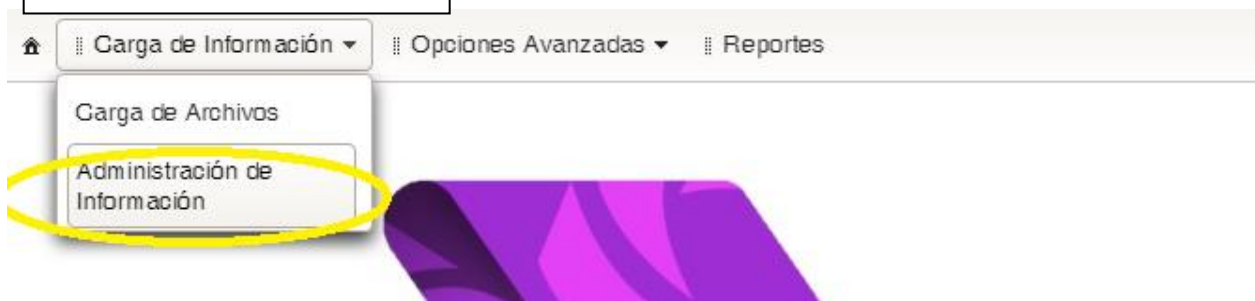 Carga de Información Opciones Avanzadas Reportes
Carga de Archivos
Administración de
Información